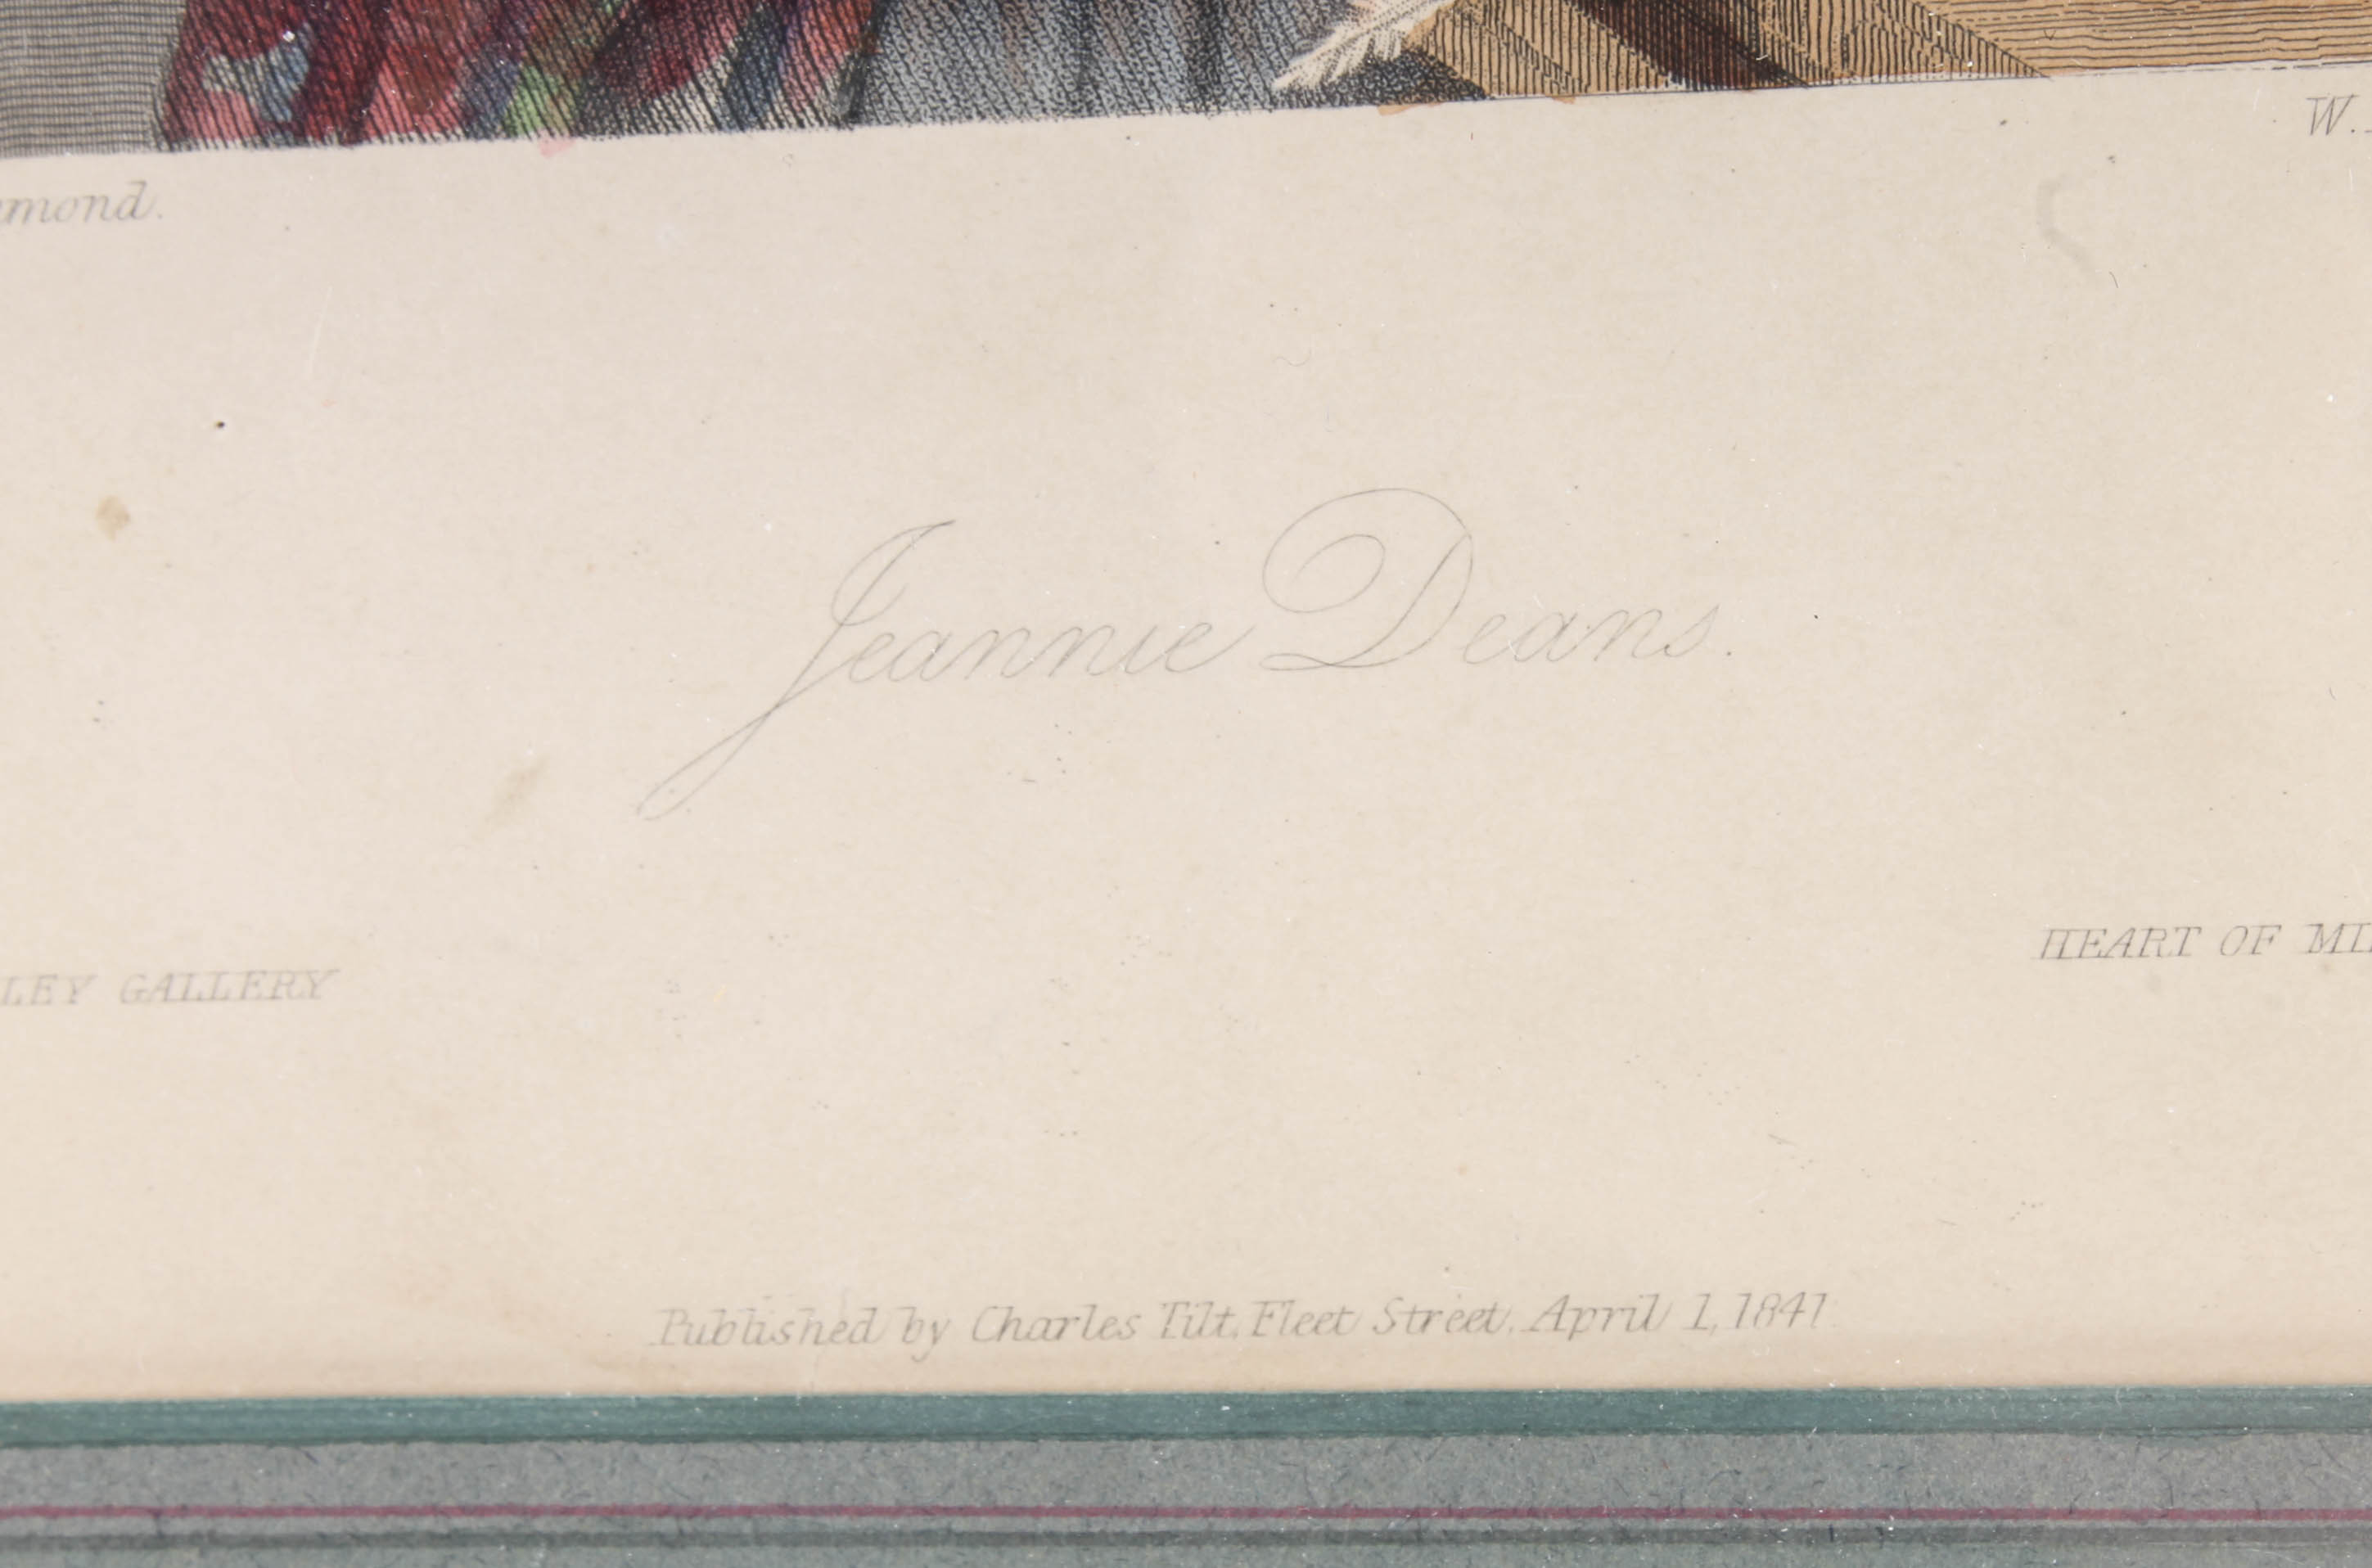 mond.
W.
Jeannie Deans.
LEY GALLERY
HEART OF MI
Published by Charles Tilt, Fleet Street, April 1, 1841